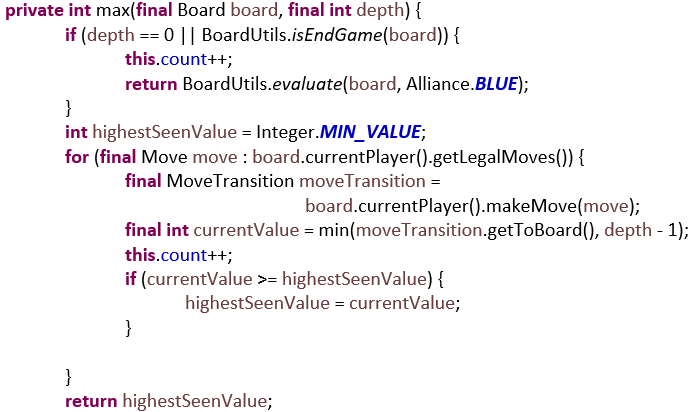 private int max(final Board board, final int depth) {
if (depth == 0 || BoardUtils.isEndGame(board)) {
this.count++;
return BoardUtils.evaluate(board, Alliance.BLUE);
}
int highestSeenValue = Integer.MIN_VALUE;
for (final Move move : board.currentPlayer().getLegalMoves()) {
final MoveTransition moveTransition =
board.currentPlayer().makeMove(move);
final int currentValue = min(moveTransition.getToBoard(), depth - 1);
this.count++;
if (currentValue >= highestSeenValue) {
highestSeenValue = currentValue;
}
}
return highestSeenValue;